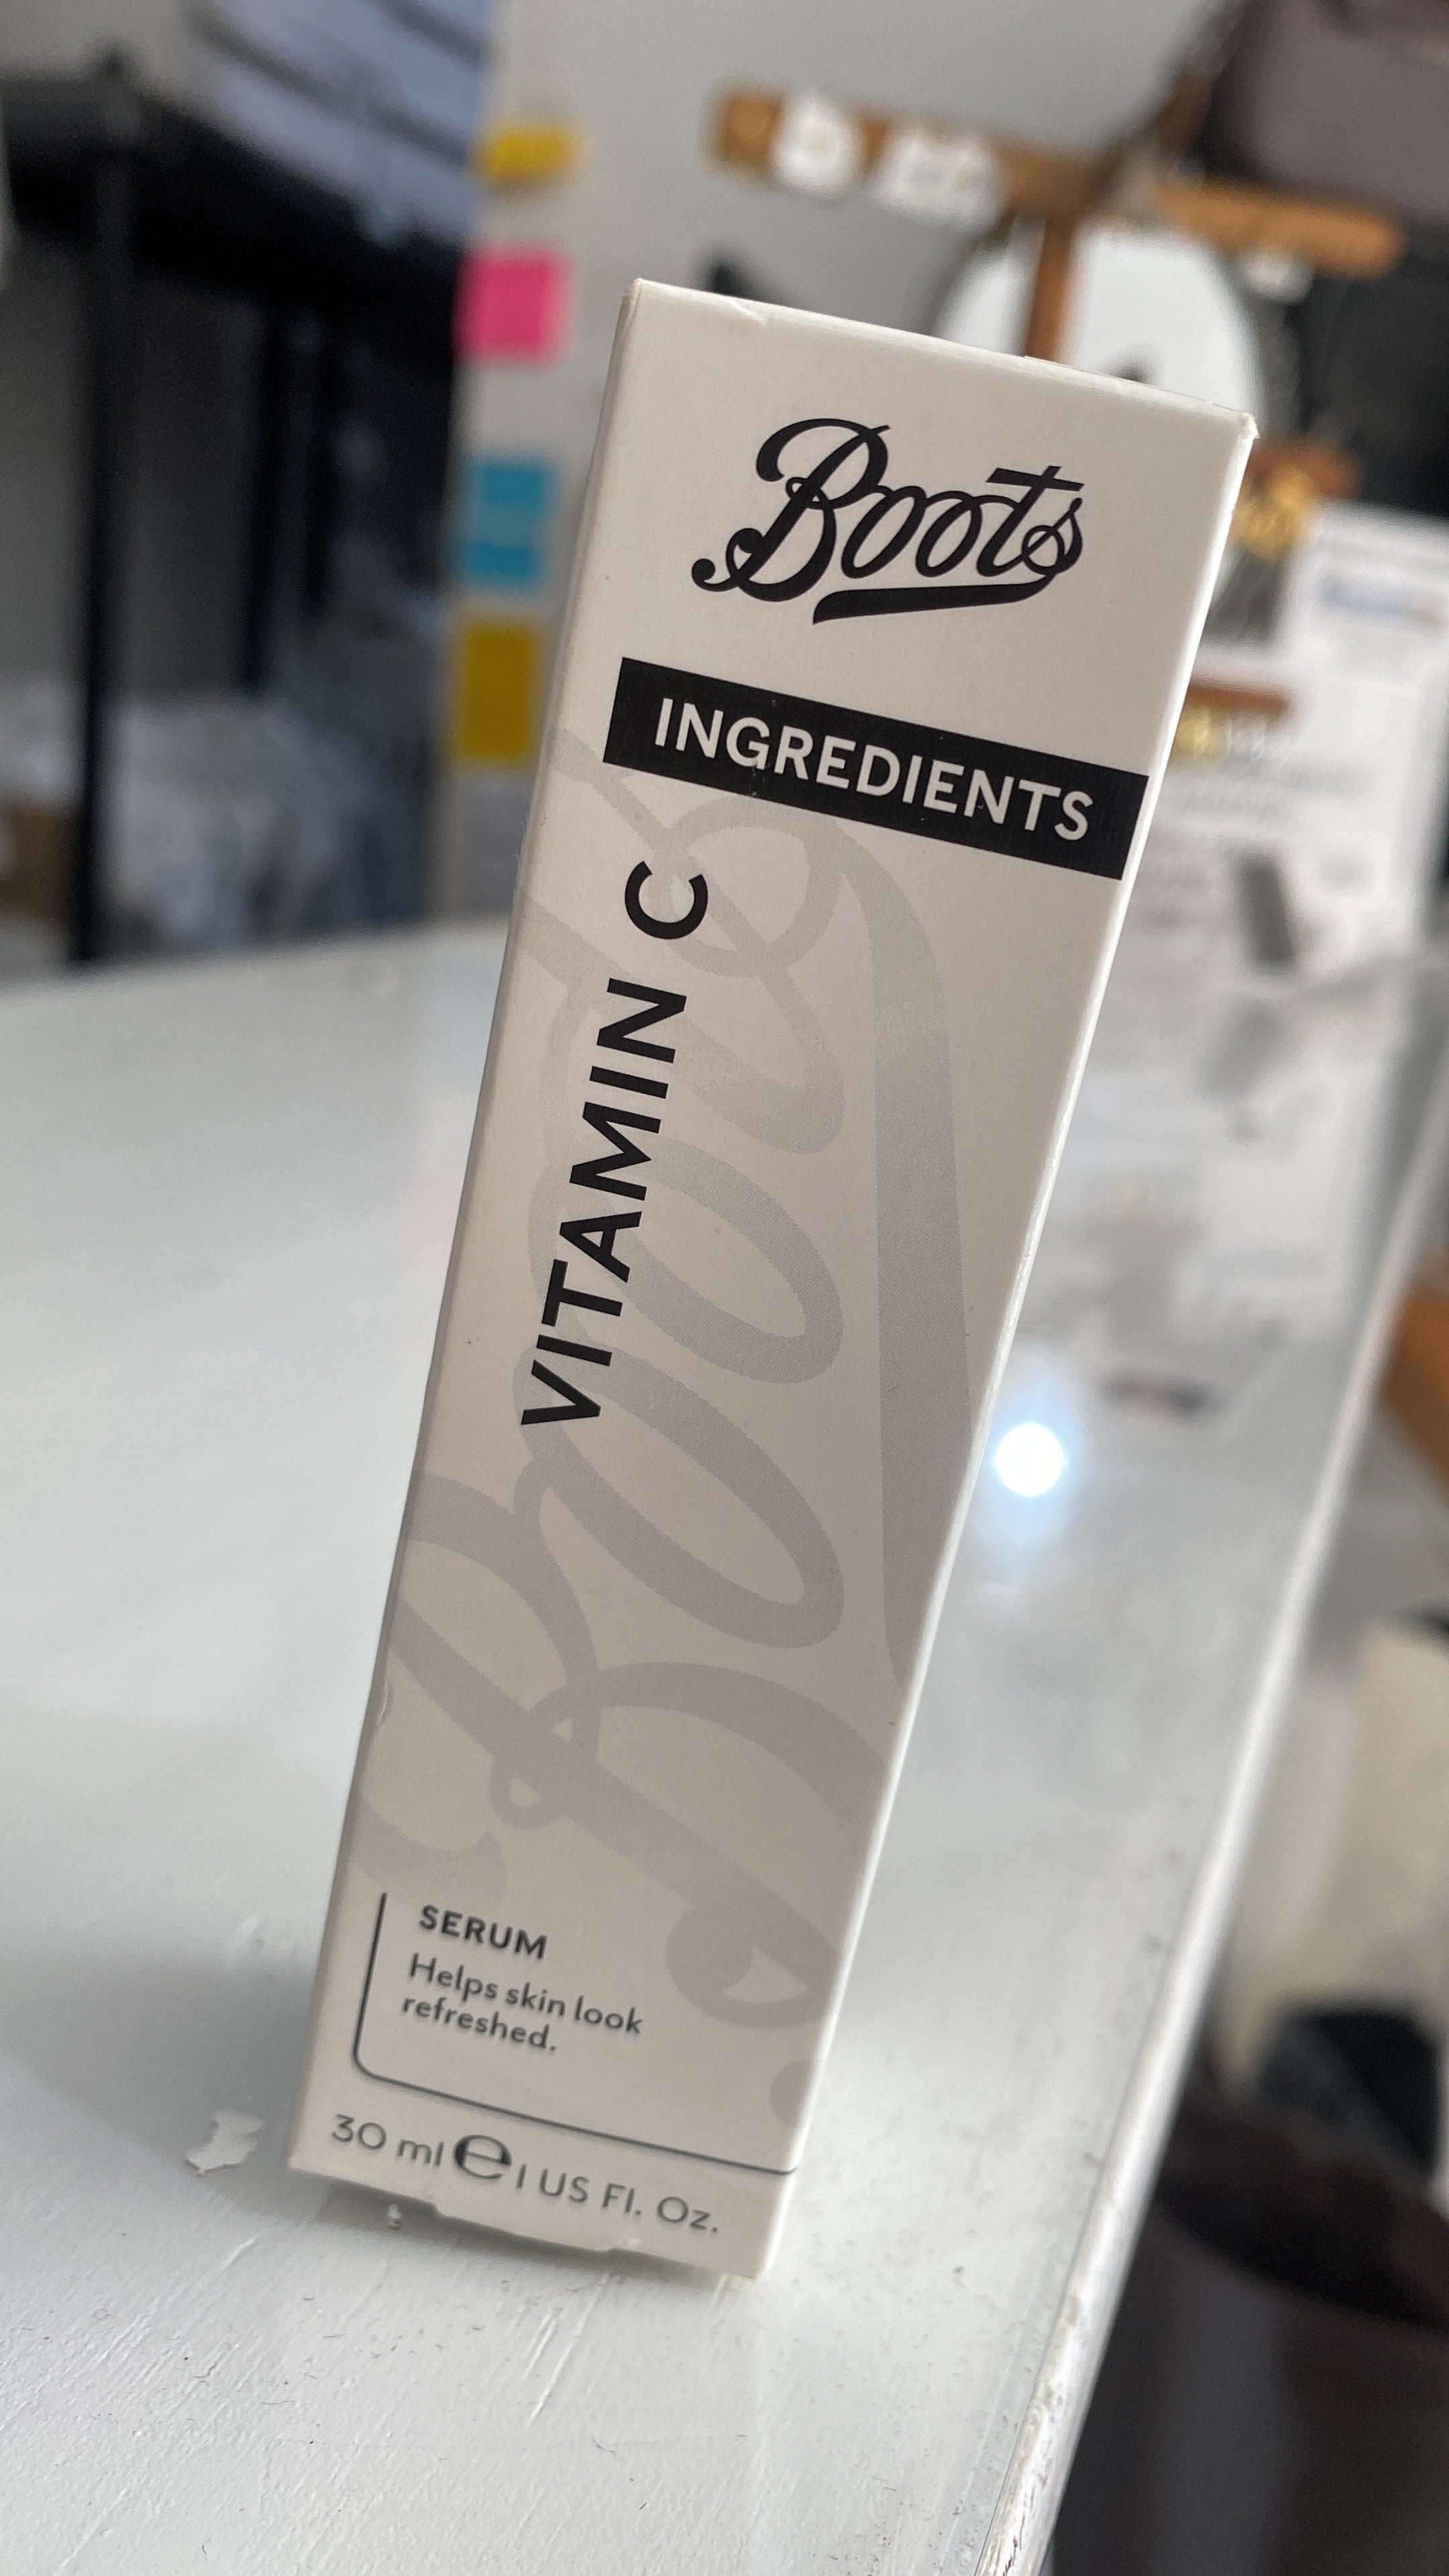 Boots
INGREDIENTS
VITAMIN C
SERUM
Helps skin look
refreshed.
30 ml e 1 US Fl. Oz.